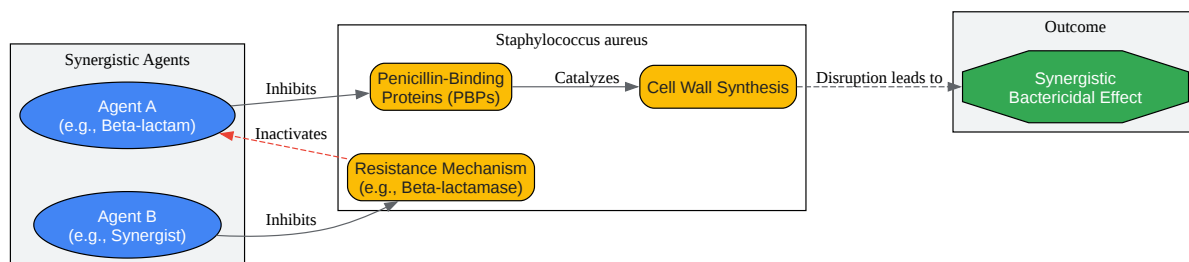 Synergistic Agents
Agent A
(e.g., Beta-lactam)
Agent B
(e.g., Synergist)
Inhibits
Inactivates
Inhibits
Staphylococcus aureus
Penicillin-Binding
Proteins (PBPs)
Catalyzes
Cell Wall Synthesis
Resistance Mechanism
(e.g., Beta-lactamase)
Disruption leads to
Outcome
Synergistic
Bactericidal Effect